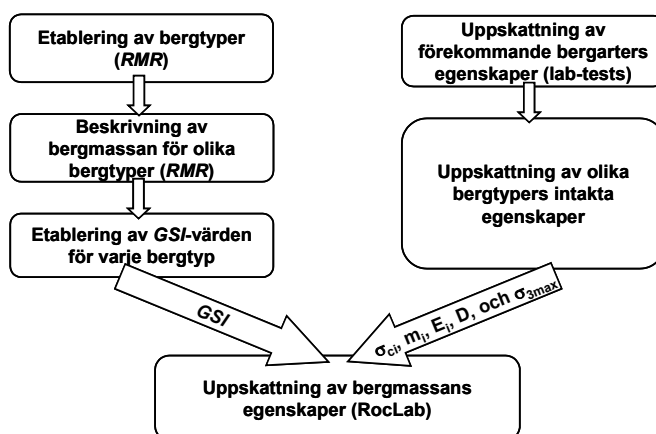 Etablering av bergtyper
(RMR)
Beskrivning av
bergmassan för olika
bergtyper (RMR)
Etablering av GSI-värden
för varje bergtyp
Uppskattning av
förekommande bergarters
egenskaper (lab-tests)
Uppskattning av olika
bergtypers intakta
egenskaper
GSI
σci, mi, Ei, D, och σ3max
Uppskattning av bergmassans
egenskaper (RocLab)